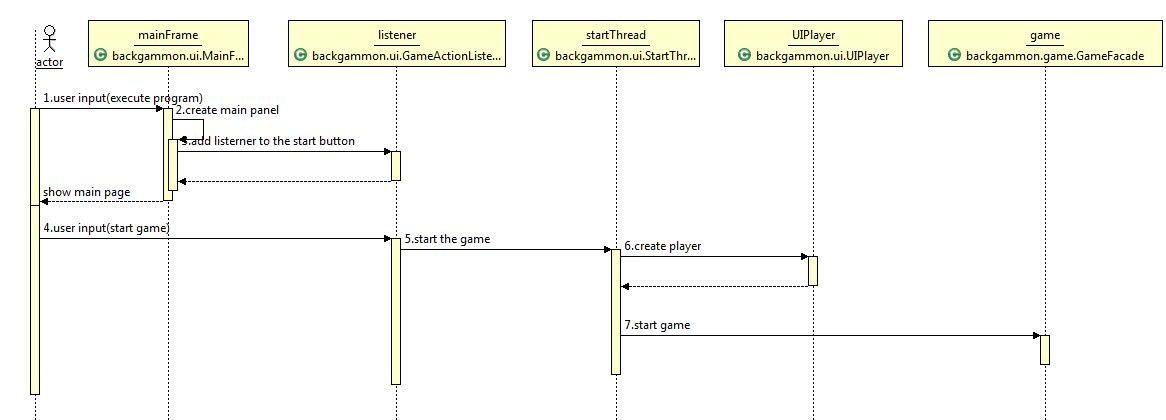 mainFrame
listener
startThread
UIPlayer
game
actor
backgammon.ui.MainF...
backgammon.ui.GameActionListe...
backgammon.ui.StartThr...
backgammon.ui.UIPlayer
backgammon.game.GameFacade
1.user input(execute program)
2.create main panel
3.add listerner to the start button
show main page
4.user input(start game)
5.start the game
6.create player
7.start game